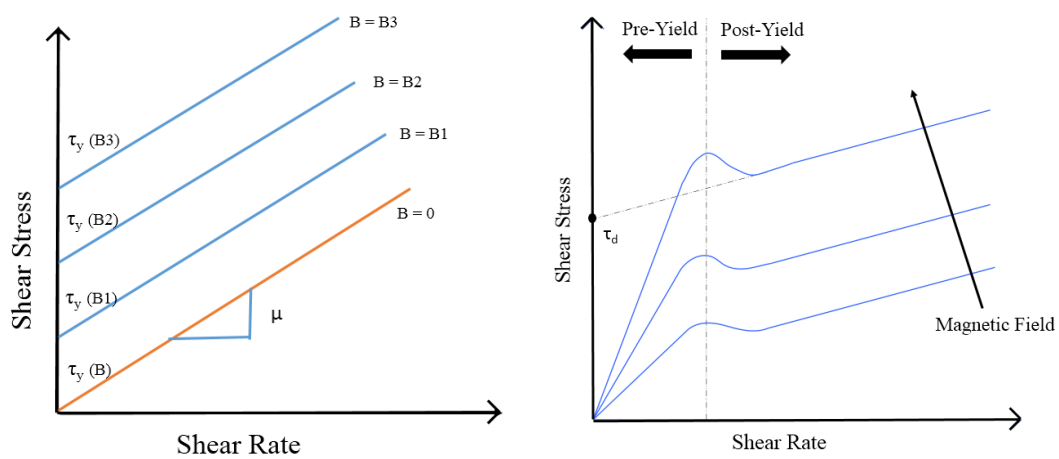 B = B3
B = B2
B = B1
B = 0
τy (B3)
τy (B2)
τy (B1)
τy (B)
μ
Shear Stress
Shear Rate
Pre-Yield
Post-Yield
τd
Magnetic Field
Shear Stress
Shear Rate